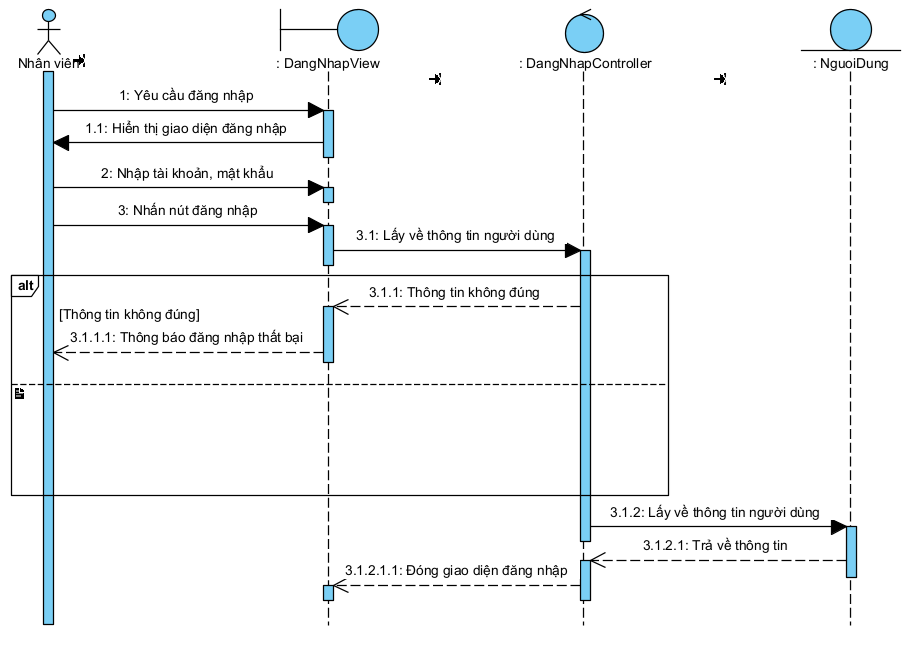 Nhân viên
: DangNhapView
: DangNhapController
: NguoiDung
1: Yêu cầu đăng nhập
1.1: Hiển thị giao diện đăng nhập
2: Nhập tài khoản, mật khẩu
3: Nhấn nút đăng nhập
3.1: Lấy về thông tin người dùng
alt
3.1.1: Thông tin không đúng
[Thông tin không đúng]
3.1.1.1: Thông báo đăng nhập thất bại
3.1.2: Lấy về thông tin người dùng
3.1.2.1: Trả về thông tin
3.1.2.1.1: Đóng giao diện đăng nhập